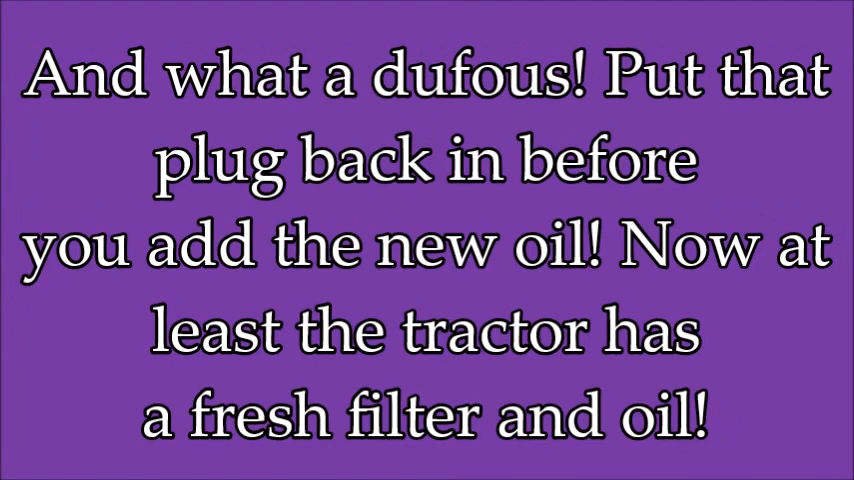 And what a dufous! Put that
plug back in before
you add the new oil! Now at
least the tractor has
a fresh filter and oil!